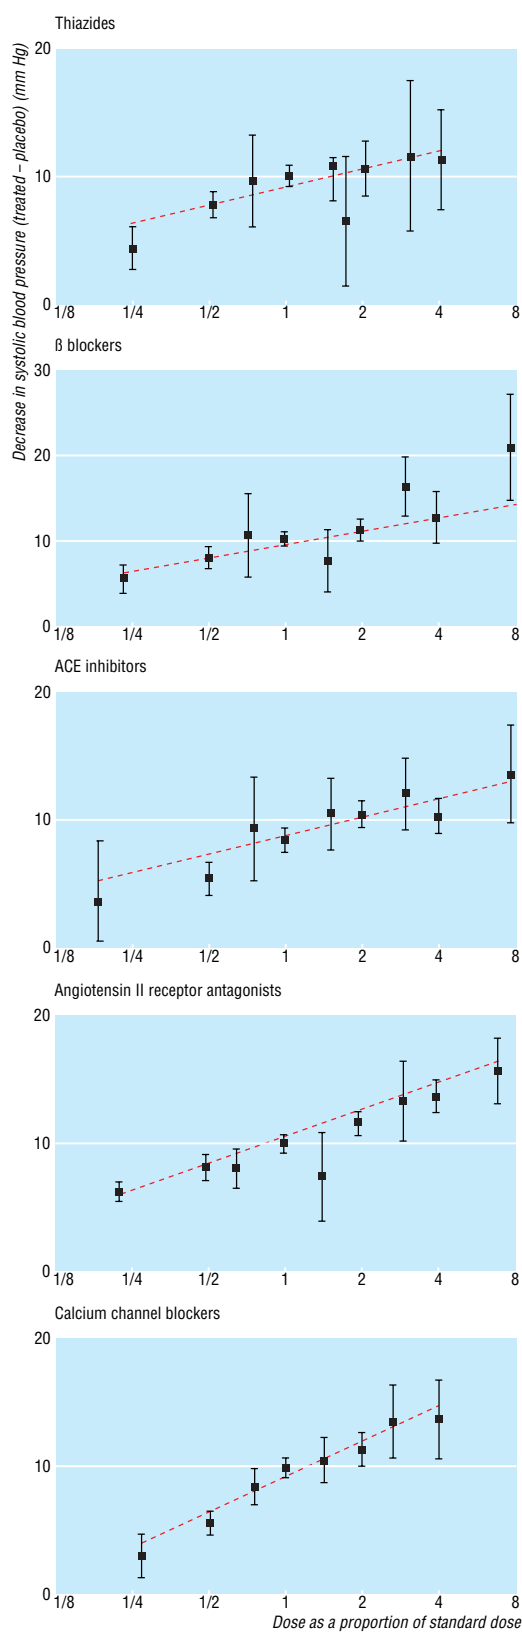 Thiazides
Decrease in systolic blood pressure (treated – placebo) (mm Hg)
20
10
0
1/8 1/4 1/2 1 2 4 8
ß blockers
30
20
10
0
1/8 1/4 1/2 1 2 4 8
ACE inhibitors
20
10
0
1/8 1/4 1/2 1 2 4 8
Angiotensin II receptor antagonists
20
10
0
1/8 1/4 1/2 1 2 4 8
Calcium channel blockers
20
10
0
1/8 1/4 1/2 1 2 4 8
Dose as a proportion of standard dose